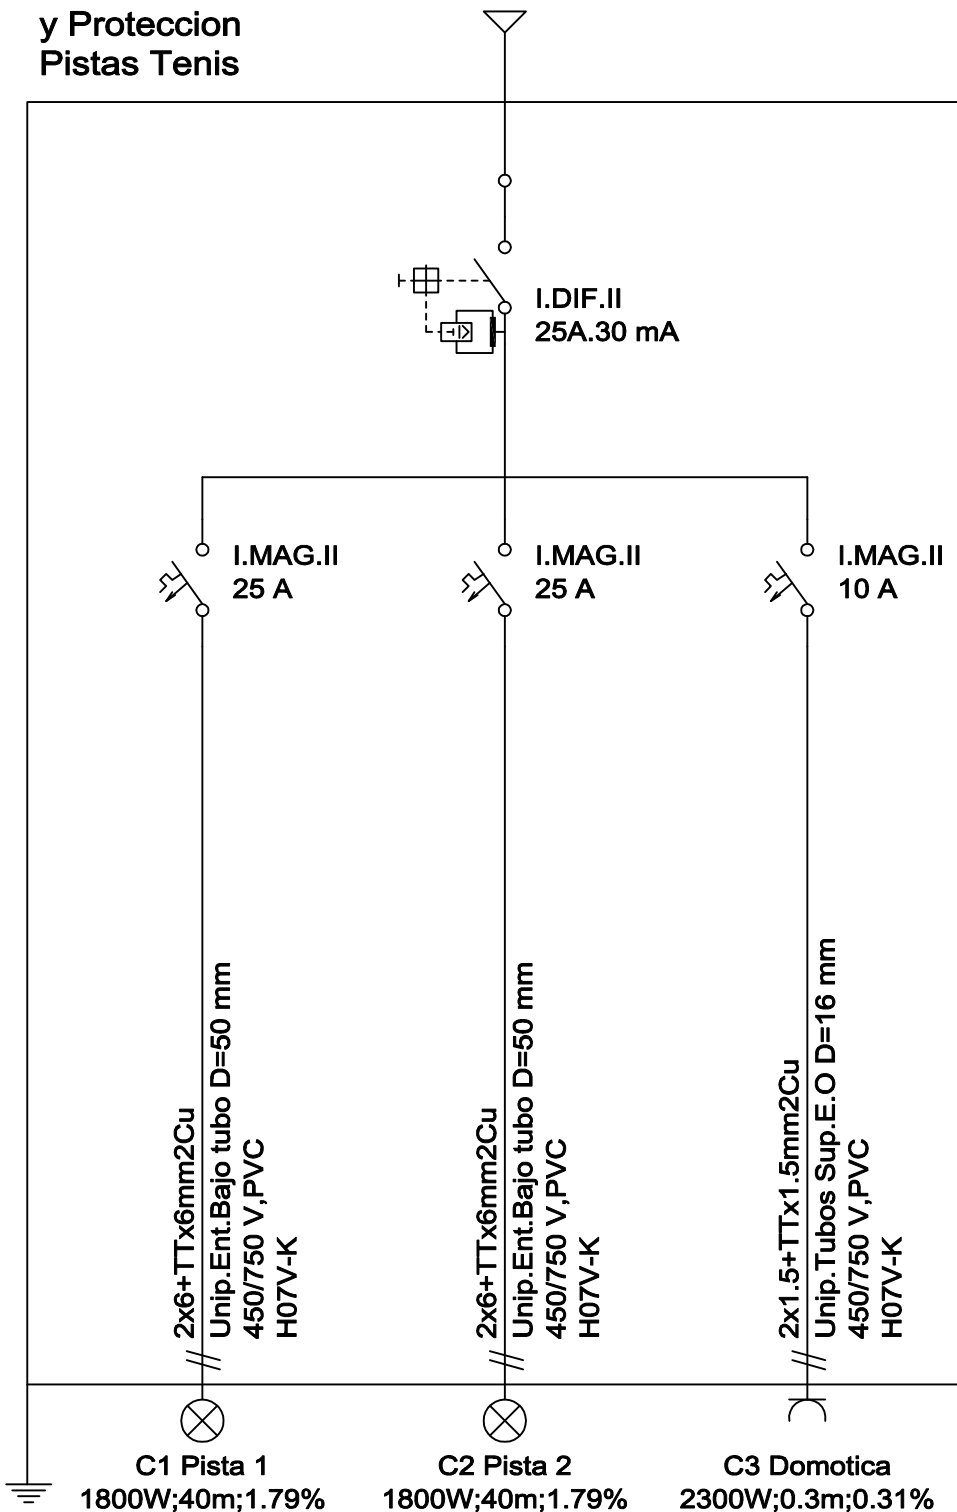 y Proteccion
Pistas Tenis
I.DIF.II
25A.30 mA
I.MAG.II
25 A
I.MAG.II
25 A
I.MAG.II
10 A
2x6+TTx6mm2Cu
Unip.Ent.Bajo tubo D=50 mm
450/750 V,PVC
H07V-K
2x6+TTx6mm2Cu
Unip.Ent.Bajo tubo D=50 mm
450/750 V,PVC
H07V-K
2x1.5+TTx1.5mm2Cu
Unip.Tubos Sup.E.O D=16 mm
450/750 V,PVC
H07V-K
C1 Pista 1
1800W;40m;1.79%
C2 Pista 2
1800W;40m;1.79%
C3 Domotica
2300W;0.3m;0.31%